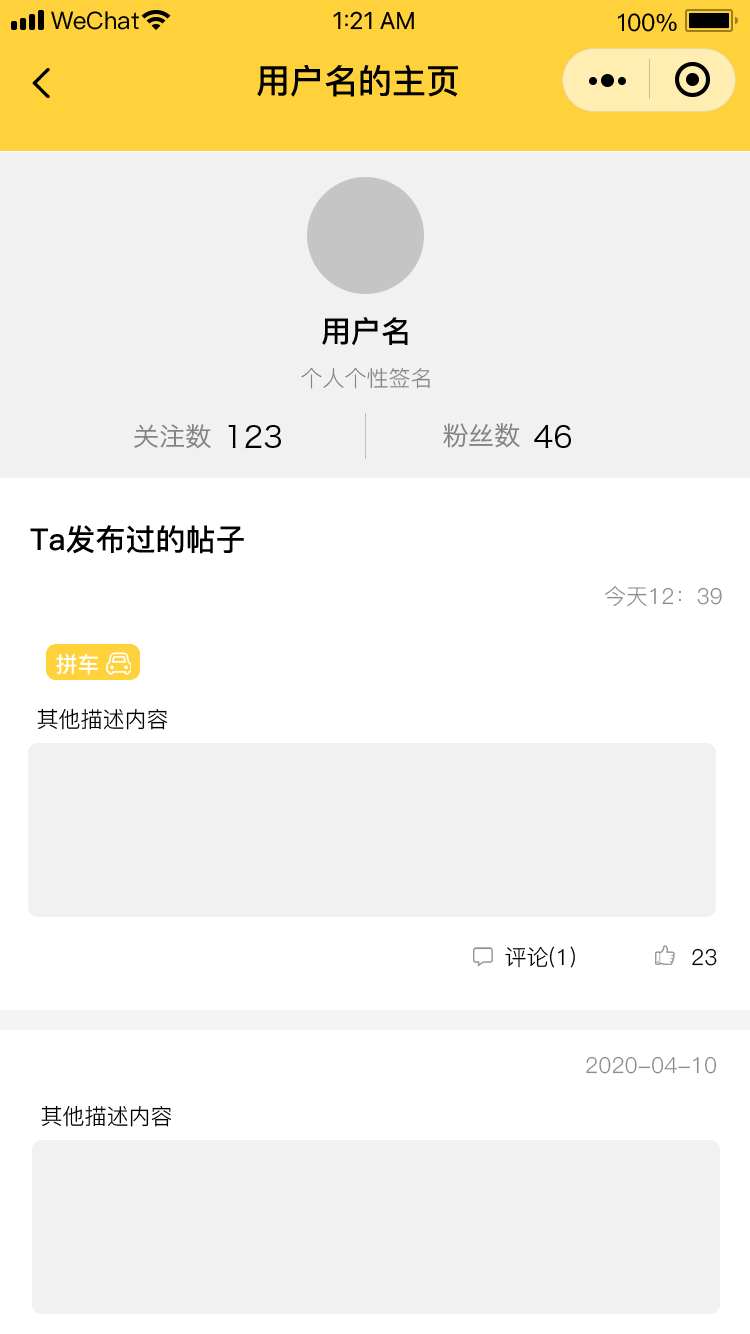 WeChat 1:21 AM 100%
用户名的主页
用户名
个人个性签名
关注数 123 粉丝数 46
Ta发布过的帖子
今天12：39
拼车
其他描述内容
评论(1) 23
2020-04-10
其他描述内容